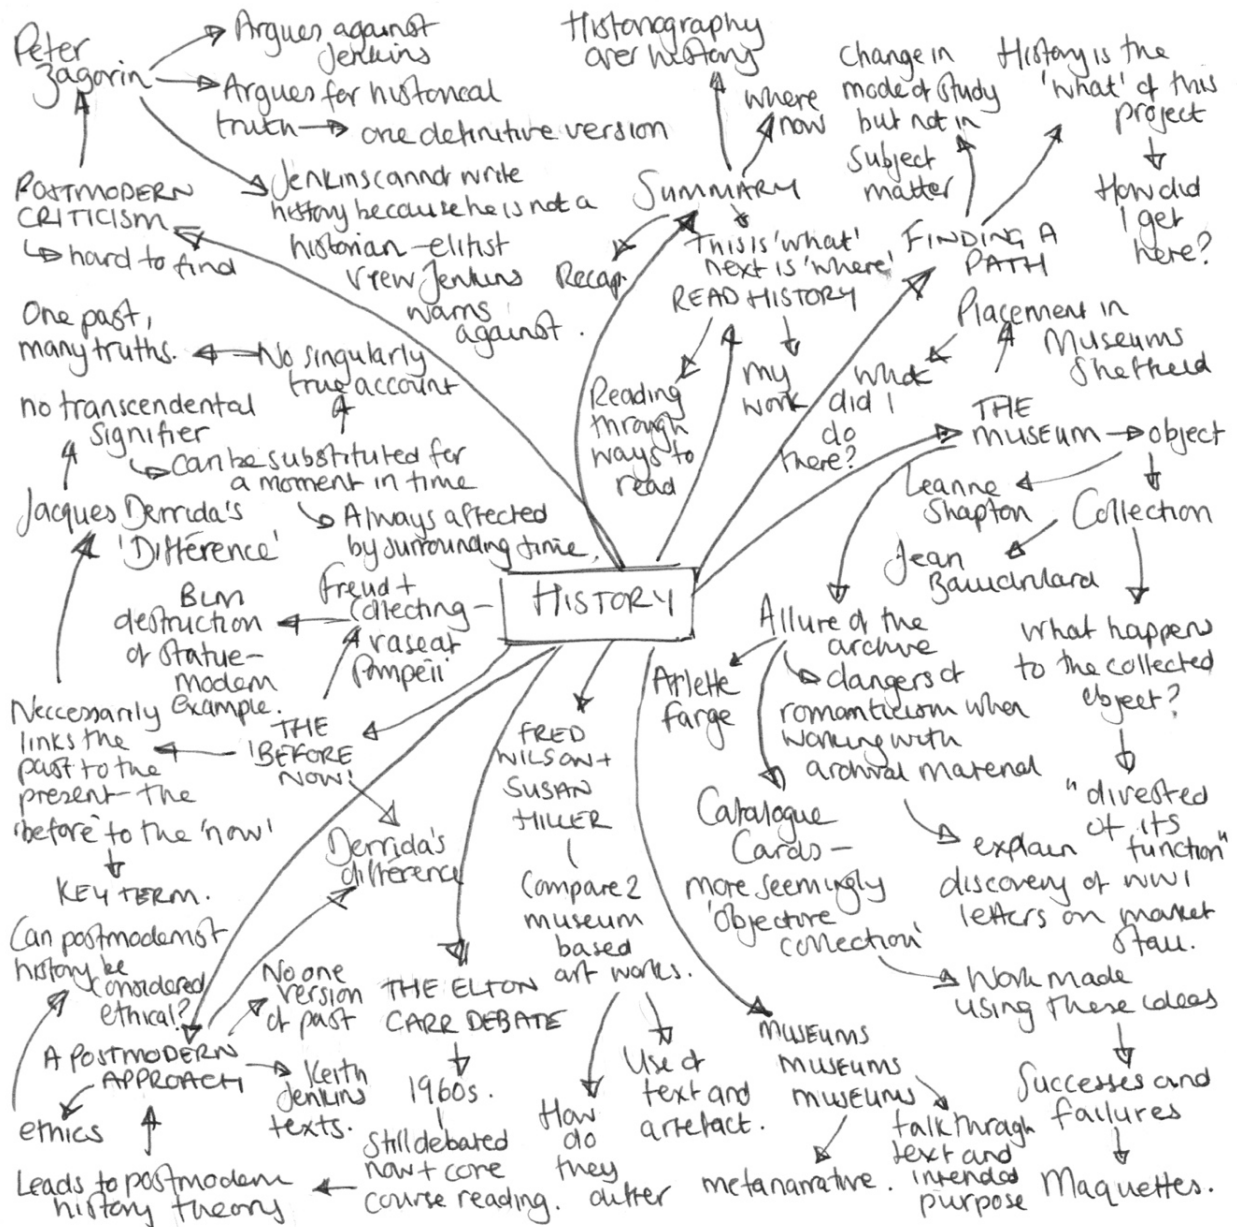 Peter
Zagorin
Argues against
Jenkins
Argues for historical
truth
one definitive version
Jenkins cannot write
history because he is not a
historian – elitist
view Jenkins
warns
against.
POSTMODERN
CRITICISM
hard to find
Historiography
over history
where
now
SUMMARY
Recap.
This is 'what'
next is 'where'
Change in
mode of study
but not in
subject
matter
History is the
'what' of this
project
How did
I get
here?
FINDING A
PATH
READ HISTORY
Reading
through
ways to
read
my
work
Placement in
Museums
Sheffield
what
did I
do
there?
THE
MUSEUM
object
Leanne
Shapton
Collection
Jean
Baudrillard
What happens
to the collected
object?
"divested
of its
function"
One past,
many truths.
No singularly
true account
no transcendental
signifier
can be substituted for
a moment in time
Always affected
by surrounding time.
Jacques Derrida's
'Différence'
HISTORY
Freud +
collecting –
vase at
Pompeii
BLM
destruction
of statue –
modern
example.
THE
'BEFORE
NOW'
Neccessarily
links the
past to the
present – the
'before' to the 'now'
KEY TERM.
Derrida's
différence
FRED
WILSON +
SUSAN
HILLER
Compare 2
museum
based
art works.
How
do
they
differ
Use of
text and
artefact.
Allure of the
archive
Arlette
Farge
dangers of
romanticism when
working with
archival material
explain
discovery of WW1
letters on market
stall.
Catalogue
Cards –
more seemingly
'objective
collection'
Work made
using these ideas
Successes and
failures
Maquettes.
Can postmodernist
history be
considered
ethical?
No one
version
of past
A POSTMODERN
APPROACH
Keith
Jenkins
texts.
ethics
Leads to postmodern
history theory
THE ELTON
CARR DEBATE
1960s.
Still debated
now + core
course reading.
MUSEUMS
MUSEUMS
MUSEUMS
metanarrative.
talk through
text and
intended
purpose